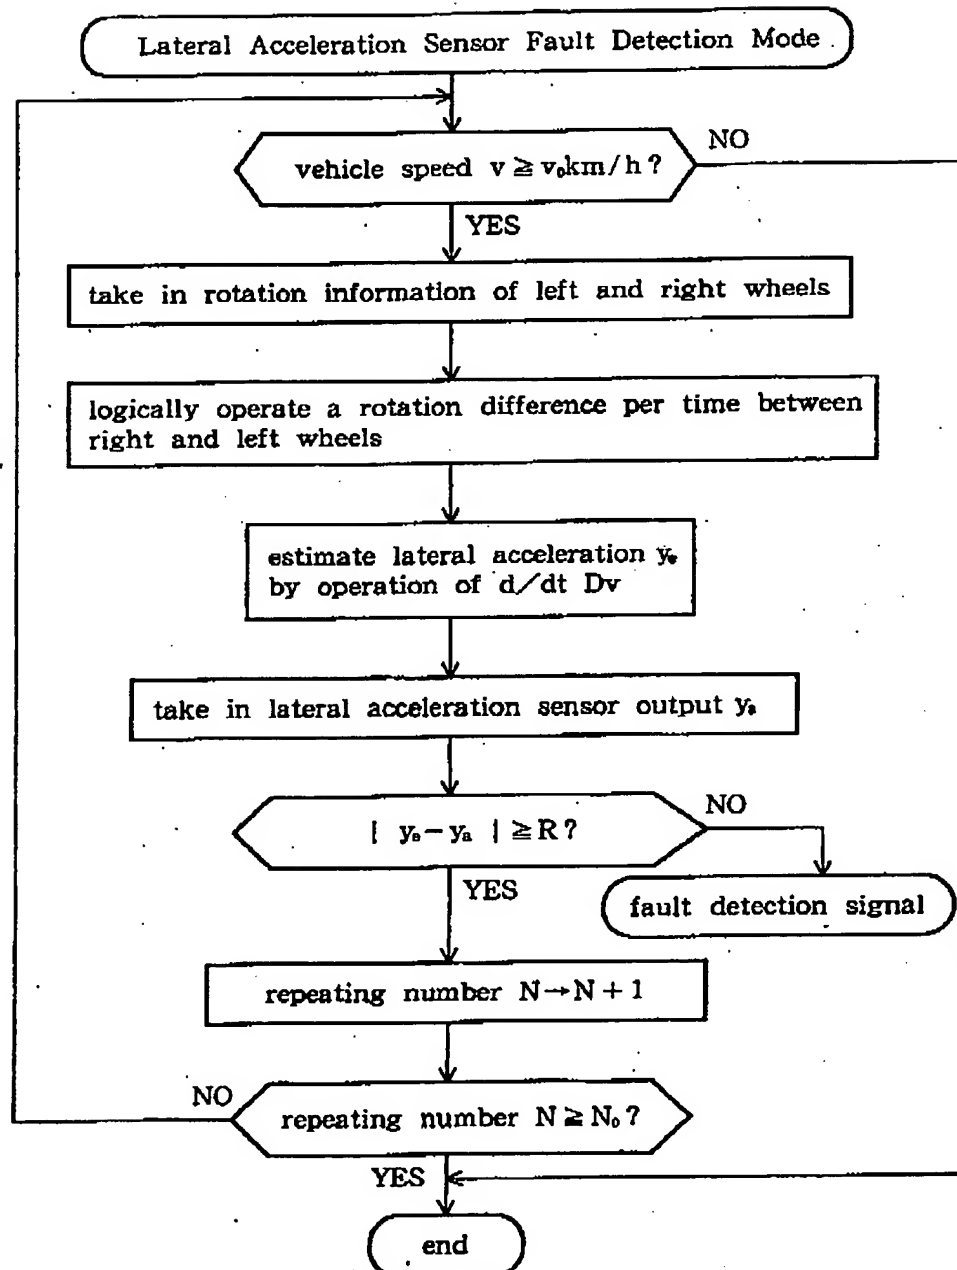 Lateral Acceleration Sensor Fault Detection Mode
vehicle speed v ≧ v₀km/h?
NO
YES
take in rotation information of left and right wheels
logically operate a rotation difference per time between
right and left wheels
estimate lateral acceleration yₑ
by operation of d/dt Dv
take in lateral acceleration sensor output yₐ
| yₑ−yₐ | ≧R?
NO
YES
fault detection signal
repeating number N→N+1
NO
repeating number N≧N₀?
YES
end